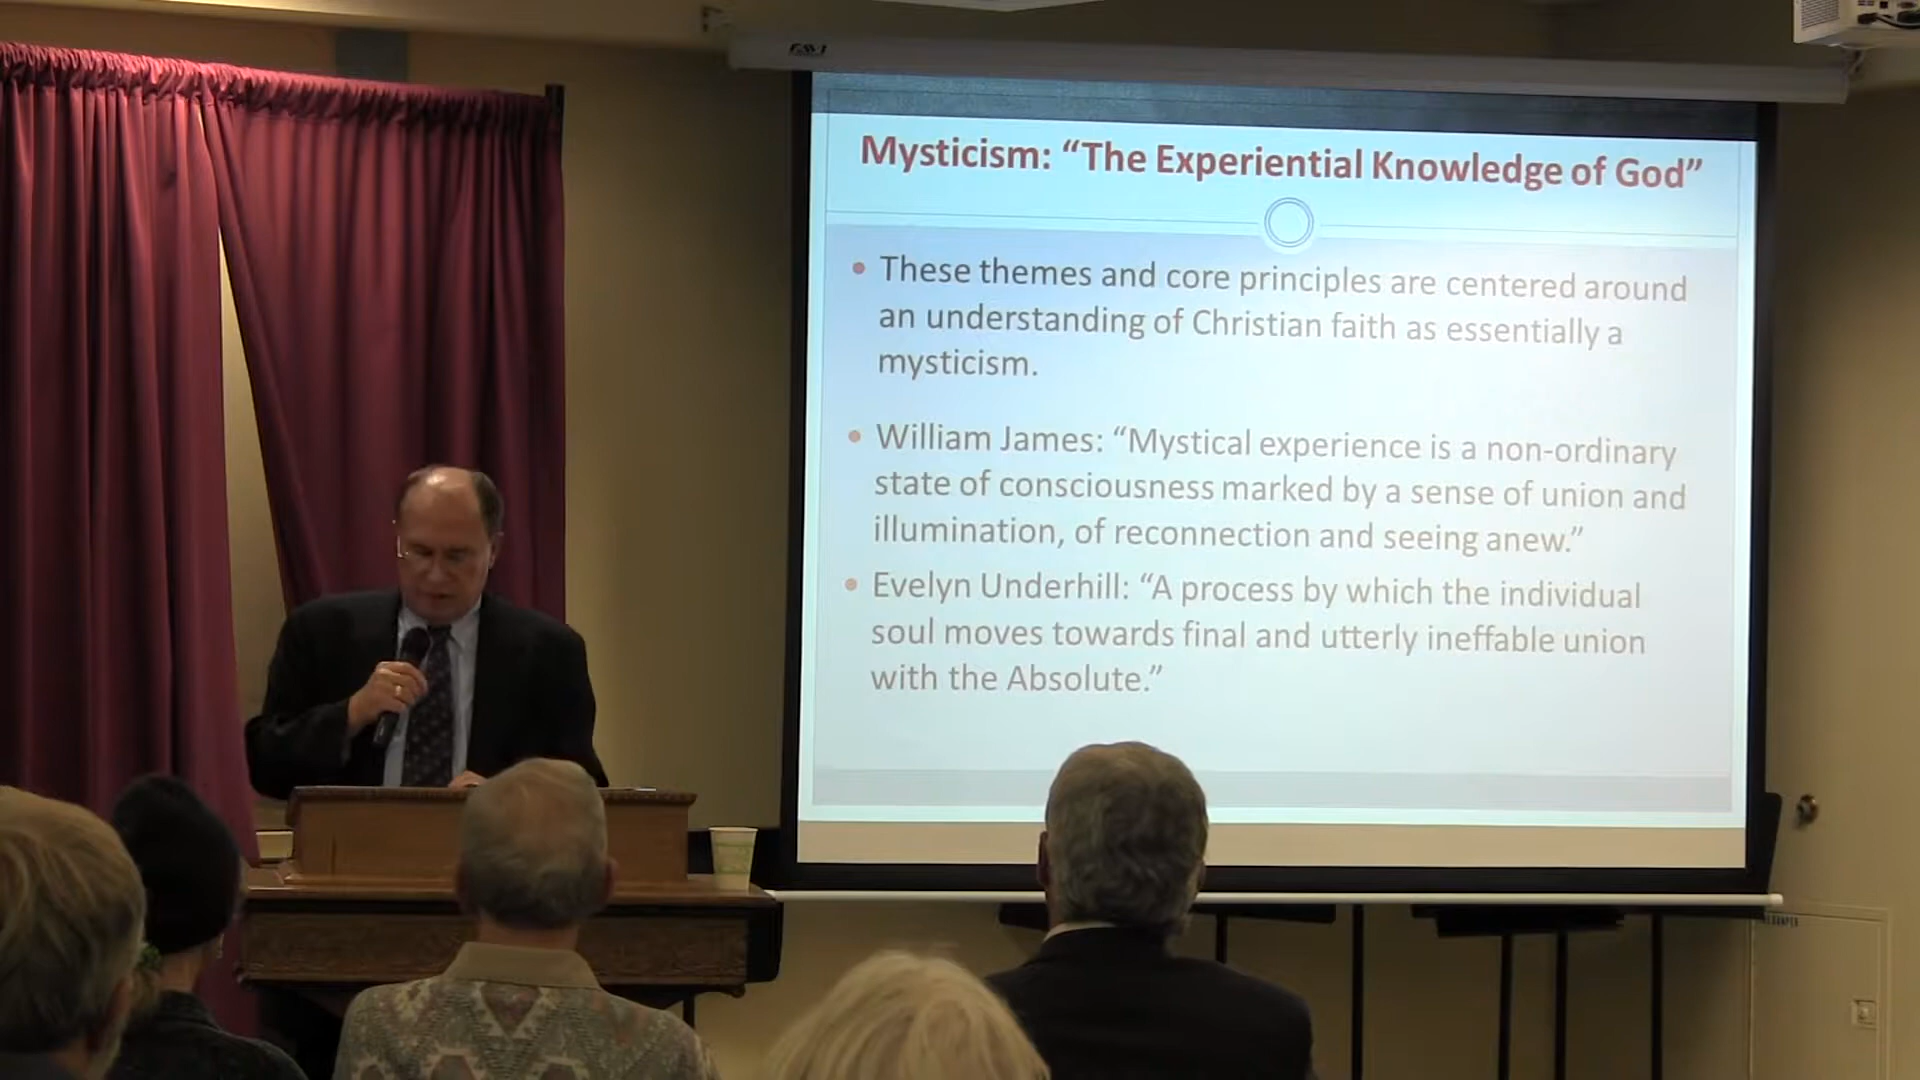 Mysticism: “The Experiential Knowledge of God”
These themes and core principles are centered around
an understanding of Christian faith as essentially a
mysticism.
William James: “Mystical experience is a non-ordinary
state of consciousness marked by a sense of union and
illumination, of reconnection and seeing anew.”
Evelyn Underhill: “A process by which the individual
soul moves towards final and utterly ineffable union
with the Absolute.”